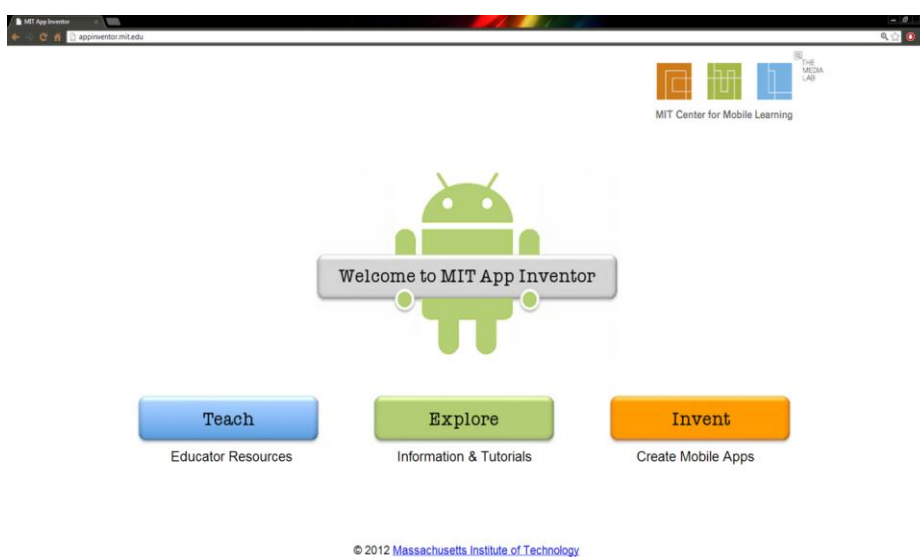 MIT App Inventor
appinventor.mit.edu
THE
MEDIA
LAB
MIT Center for Mobile Learning
Welcome to MIT App Inventor
Teach
Explore
Invent
Educator Resources
Information & Tutorials
Create Mobile Apps
© 2012 Massachusetts Institute of Technology